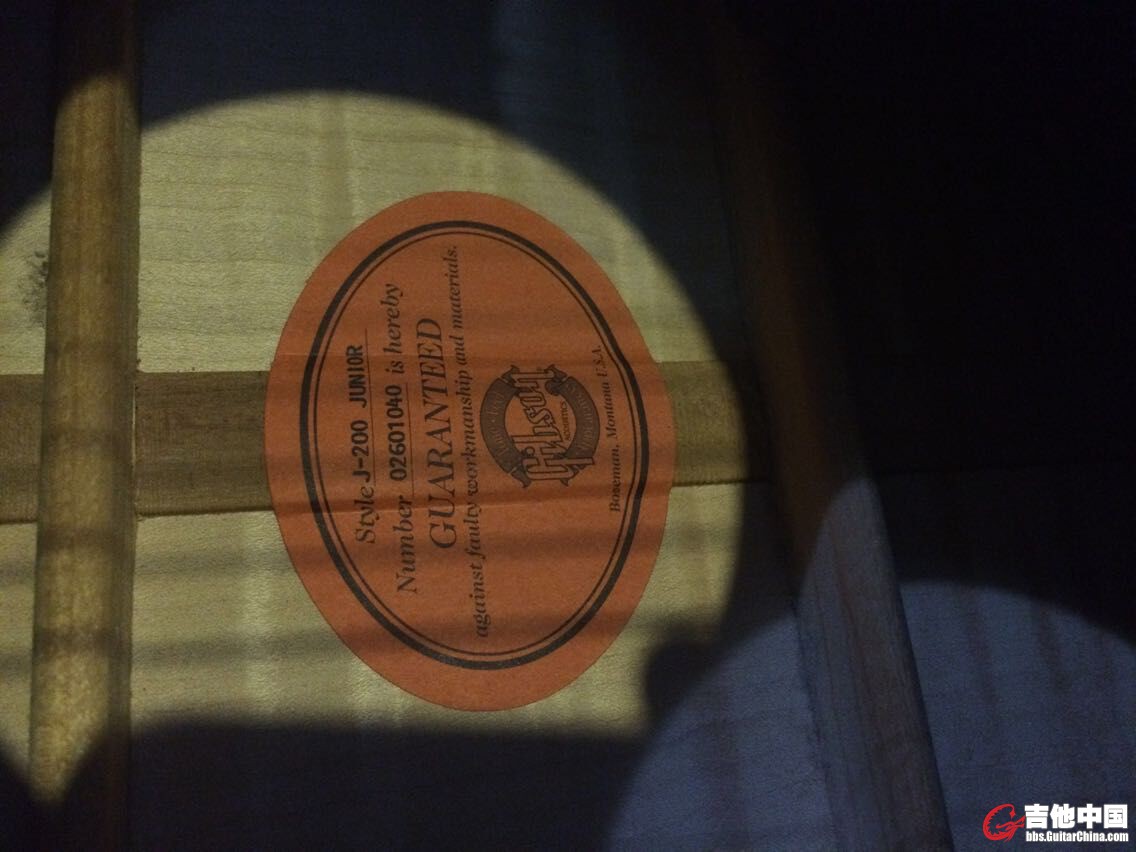 Style J-200 JUNIOR
Number 02601040 is hereby
GUARANTEED
against faulty workmanship and materials.
Gibson
ACOUSTICS
Bozeman, Montana U.S.A.
吉他中国
bbs.GuitarChina.com